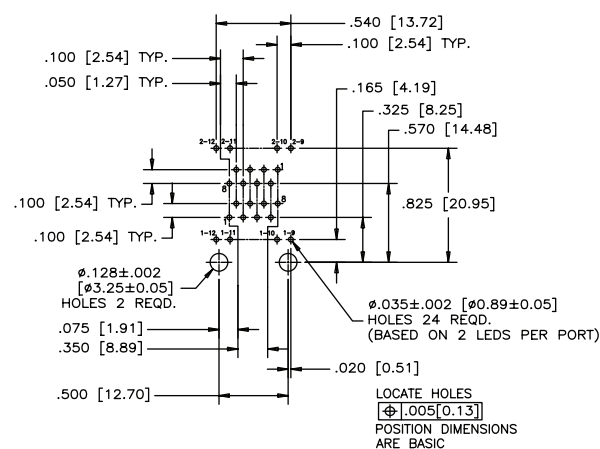 .540 [13.72]
.100 [2.54] TYP.
.100 [2.54] TYP.
.050 [1.27] TYP.
.165 [4.19]
.325 [8.25]
.570 [14.48]
2-12 2-11 2-10 2-9
1
8
.100 [2.54] TYP.
.825 [20.95]
8
1
.100 [2.54] TYP.
1-12 1-11 1-10 1-9
ø.128±.002
[ø3.25±0.05]
HOLES 2 REQD.
ø.035±.002 [ø0.89±0.05]
HOLES 24 REQD.
(BASED ON 2 LEDS PER PORT)
.075 [1.91]
.350 [8.89]
.020 [0.51]
.500 [12.70]
LOCATE HOLES
⌖ .005[0.13]
POSITION DIMENSIONS
ARE BASIC